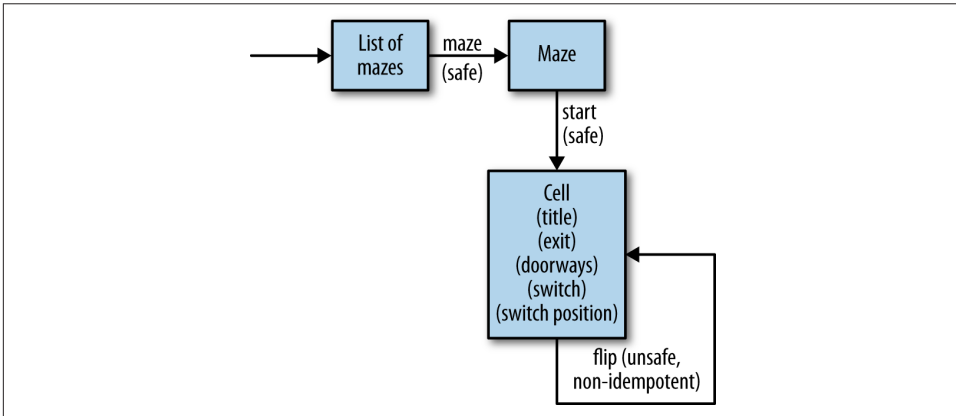 List of
mazes
maze
(safe)
Maze
start
(safe)
Cell
(title)
(exit)
(doorways)
(switch)
(switch position)
flip (unsafe,
non-idempotent)